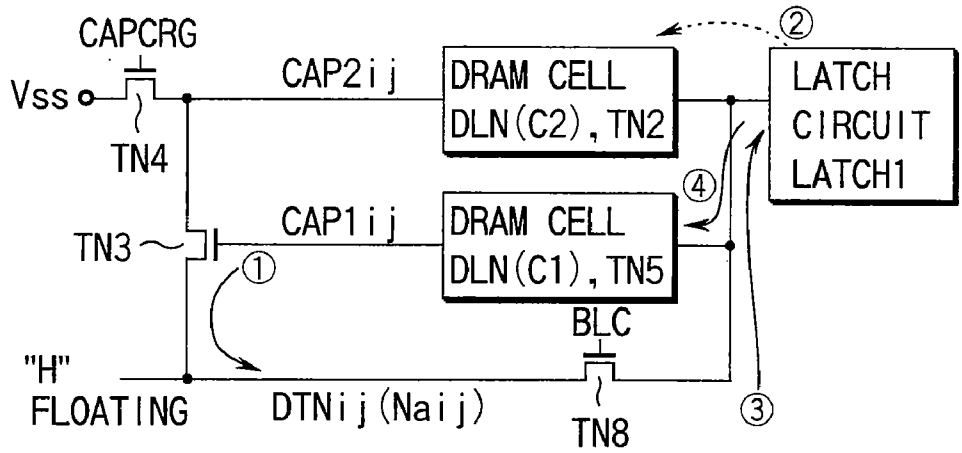 CAPCRG
②
Vss
CAP2ij
DRAM CELL
DLN(C2), TN2
LATCH
CIRCUIT
LATCH1
TN4
④
CAP1ij
DRAM CELL
DLN(C1), TN5
TN3
①
BLC
"H"
FLOATING
DTNij(Naij)
TN8
③